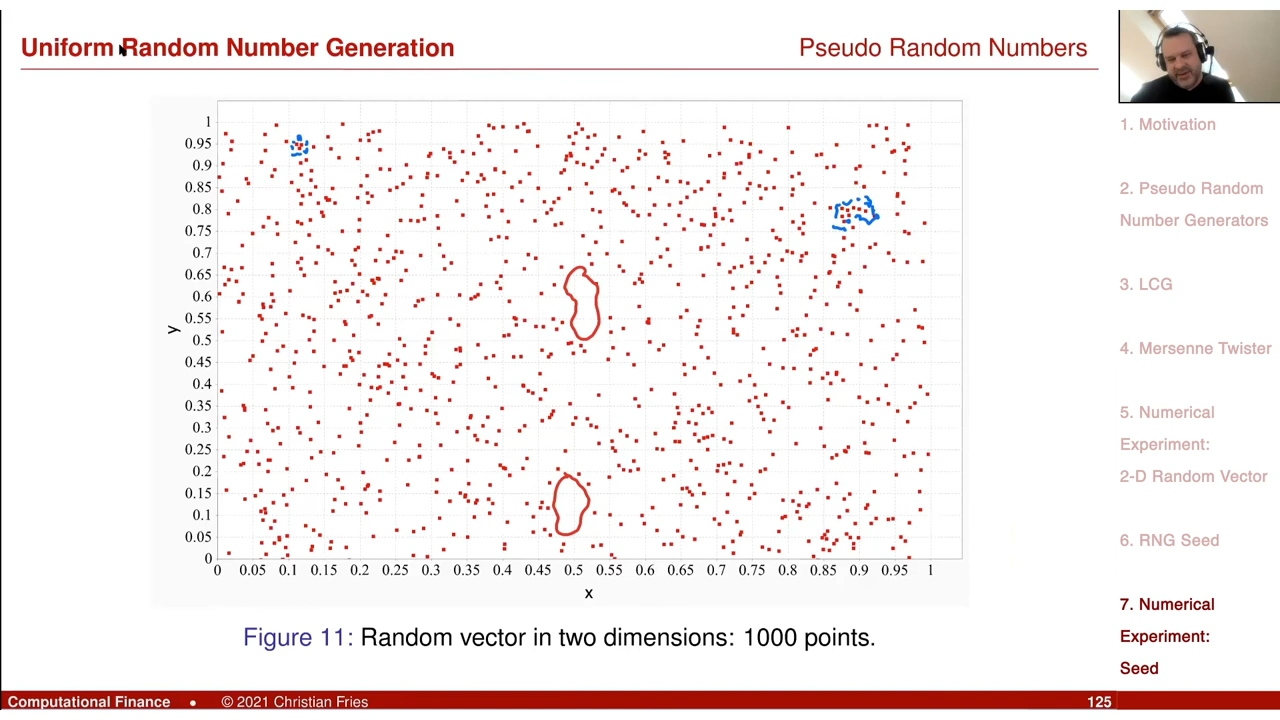 Uniform Random Number Generation
Pseudo Random Numbers
1. Motivation
2. Pseudo Random
Number Generators
3. LCG
4. Mersenne Twister
5. Numerical
Experiment:
2-D Random Vector
6. RNG Seed
7. Numerical
Experiment:
Seed
1
0.95
0.9
0.85
0.8
0.75
0.7
0.65
0.6
0.55
0.5
0.45
0.4
0.35
0.3
0.25
0.2
0.15
0.1
0.05
0
y
0 0.05 0.1 0.15 0.2 0.25 0.3 0.35 0.4 0.45 0.5 0.55 0.6 0.65 0.7 0.75 0.8 0.85 0.9 0.95 1
x
Figure 11: Random vector in two dimensions: 1000 points.
Computational Finance • © 2021 Christian Fries 125